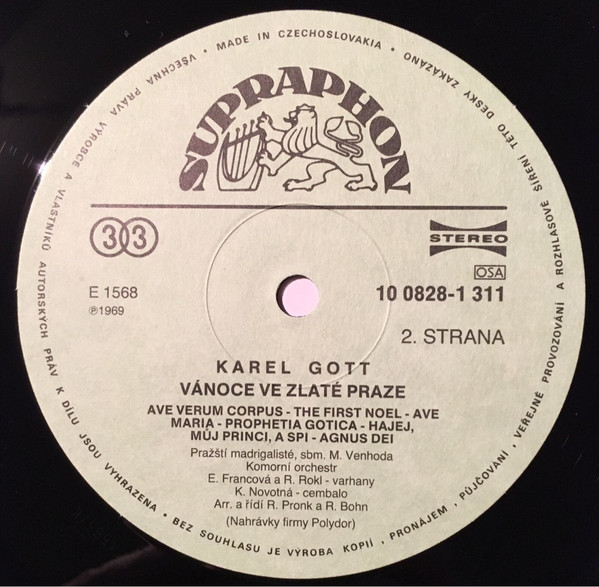 MADE IN CZECHOSLOVAKIA • VŠECHNA PRÁVA VÝROBCE A VLASTNÍKŮ AUTORSKÝCH PRÁV K DÍLU JSOU VYHRAZENA • BEZ SOUHLASU JE VÝROBA KOPIÍ, PRONÁJEM, PŮJČOVÁNÍ, VEŘEJNÉ PROVOZOVÁNÍ A ROZHLASOVÉ ŠÍŘENÍ TÉTO DESKY ZAKÁZÁNO •
SUPRAPHON
33
STEREO
OSA
E 1568
10 0828-1 311
℗1969
2. STRANA
KAREL GOTT
VÁNOCE VE ZLATÉ PRAZE
AVE VERUM CORPUS - THE FIRST NOEL - AVE
MARIA - PROPHETIA GOTICA - HAJEJ,
MŮJ PRINCI, A SPI - AGNUS DEI
Pražští madrigalisté, sbm. M. Venhoda
Komorní orchestr
E. Francová a R. Rokl - varhany
K. Novotná - cembalo
Arr. a řídí R. Pronk a R. Bohn
(Nahrávky firmy Polydor)